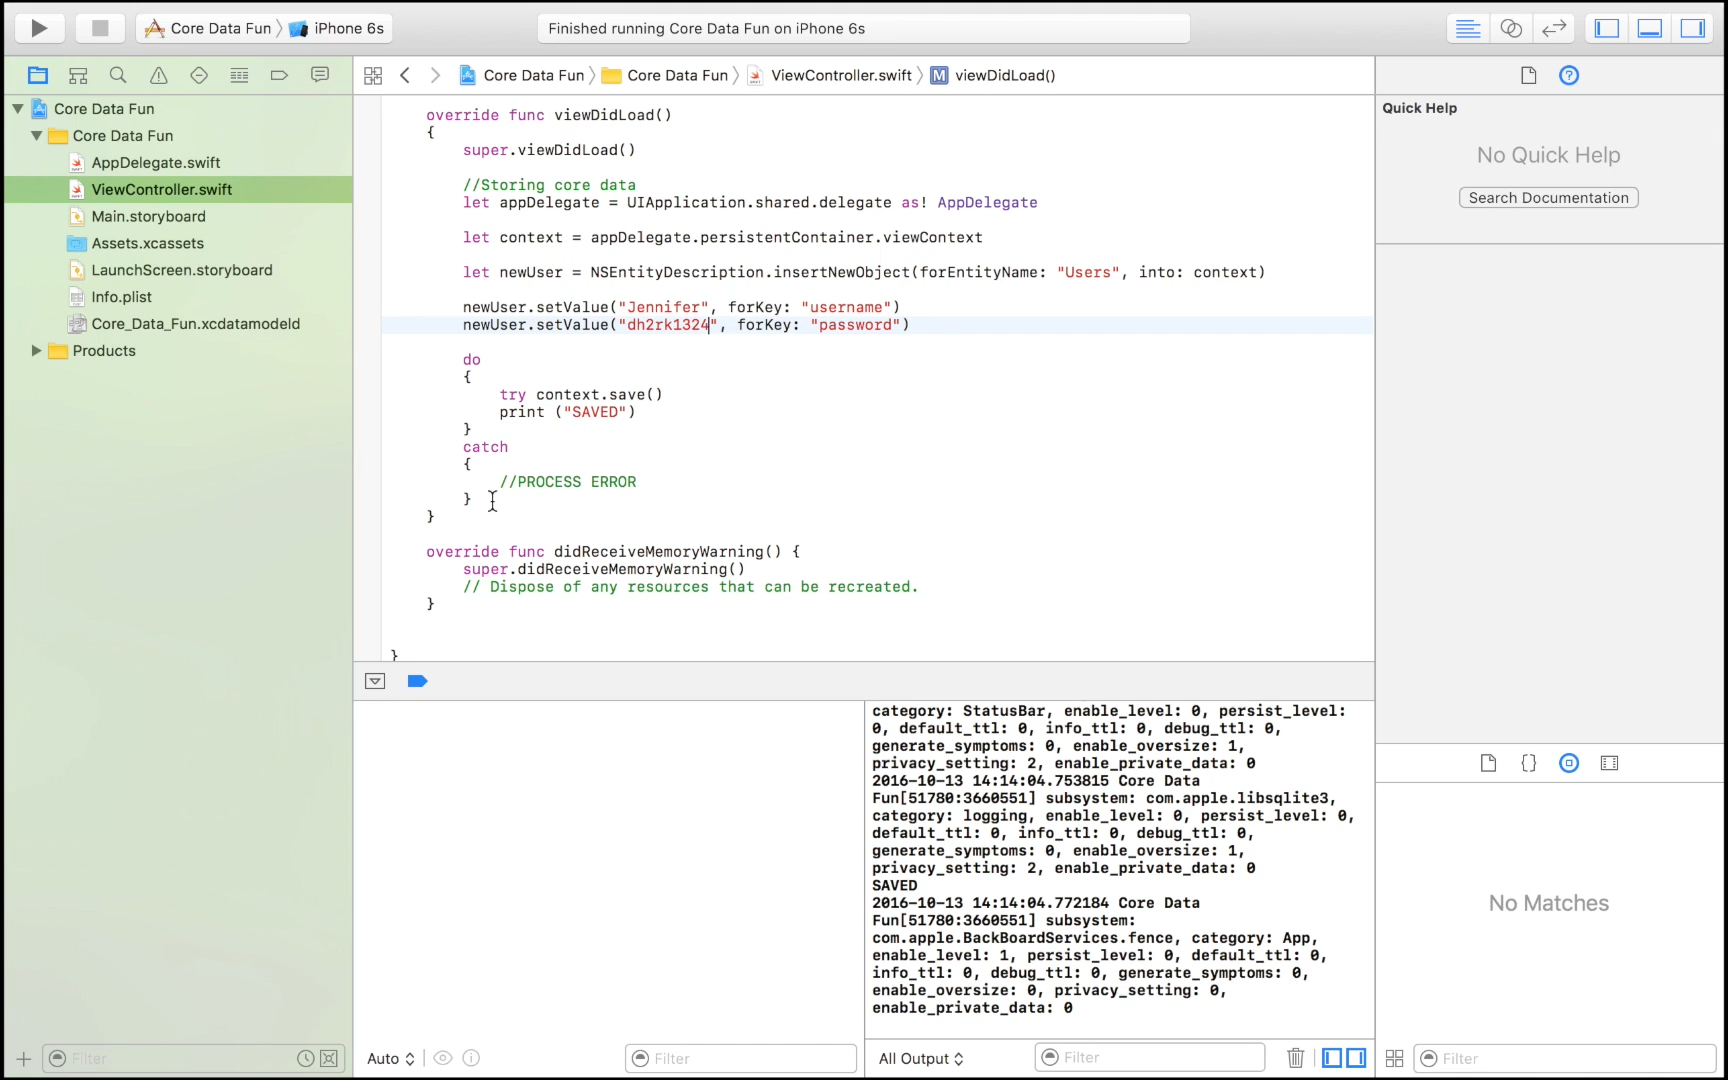 Core Data Fun
iPhone 6s
Finished running Core Data Fun on iPhone 6s
Core Data Fun
Core Data Fun
ViewController.swift
M viewDidLoad()
Core Data Fun
Core Data Fun
AppDelegate.swift
ViewController.swift
Main.storyboard
Assets.xcassets
LaunchScreen.storyboard
Info.plist
Core_Data_Fun.xcdatamodeld
Products
override func viewDidLoad()
{
super.viewDidLoad()
//Storing core data
let appDelegate = UIApplication.shared.delegate as! AppDelegate
let context = appDelegate.persistentContainer.viewContext
let newUser = NSEntityDescription.insertNewObject(forEntityName: "Users", into: context)
newUser.setValue("Jennifer", forKey: "username")
newUser.setValue("dh2rk1324", forKey: "password")
do
{
try context.save()
print ("SAVED")
}
catch
{
//PROCESS ERROR
}
}
override func didReceiveMemoryWarning() {
super.didReceiveMemoryWarning()
// Dispose of any resources that can be recreated.
}
}
Quick Help
No Quick Help
Search Documentation
category: StatusBar, enable_level: 0, persist_level:
0, default_ttl: 0, info_ttl: 0, debug_ttl: 0,
generate_symptoms: 0, enable_oversize: 1,
privacy_setting: 2, enable_private_data: 0
2016-10-13 14:14:04.753815 Core Data
Fun[51780:3660551] subsystem: com.apple.libsqlite3,
category: logging, enable_level: 0, persist_level: 0,
default_ttl: 0, info_ttl: 0, debug_ttl: 0,
generate_symptoms: 0, enable_oversize: 1,
privacy_setting: 2, enable_private_data: 0
SAVED
2016-10-13 14:14:04.772184 Core Data
Fun[51780:3660551] subsystem:
com.apple.BackBoardServices.fence, category: App,
enable_level: 1, persist_level: 0, default_ttl: 0,
info_ttl: 0, debug_ttl: 0, generate_symptoms: 0,
enable_oversize: 0, privacy_setting: 0,
enable_private_data: 0
No Matches
Filter
Auto
Filter
All Output
Filter
Filter